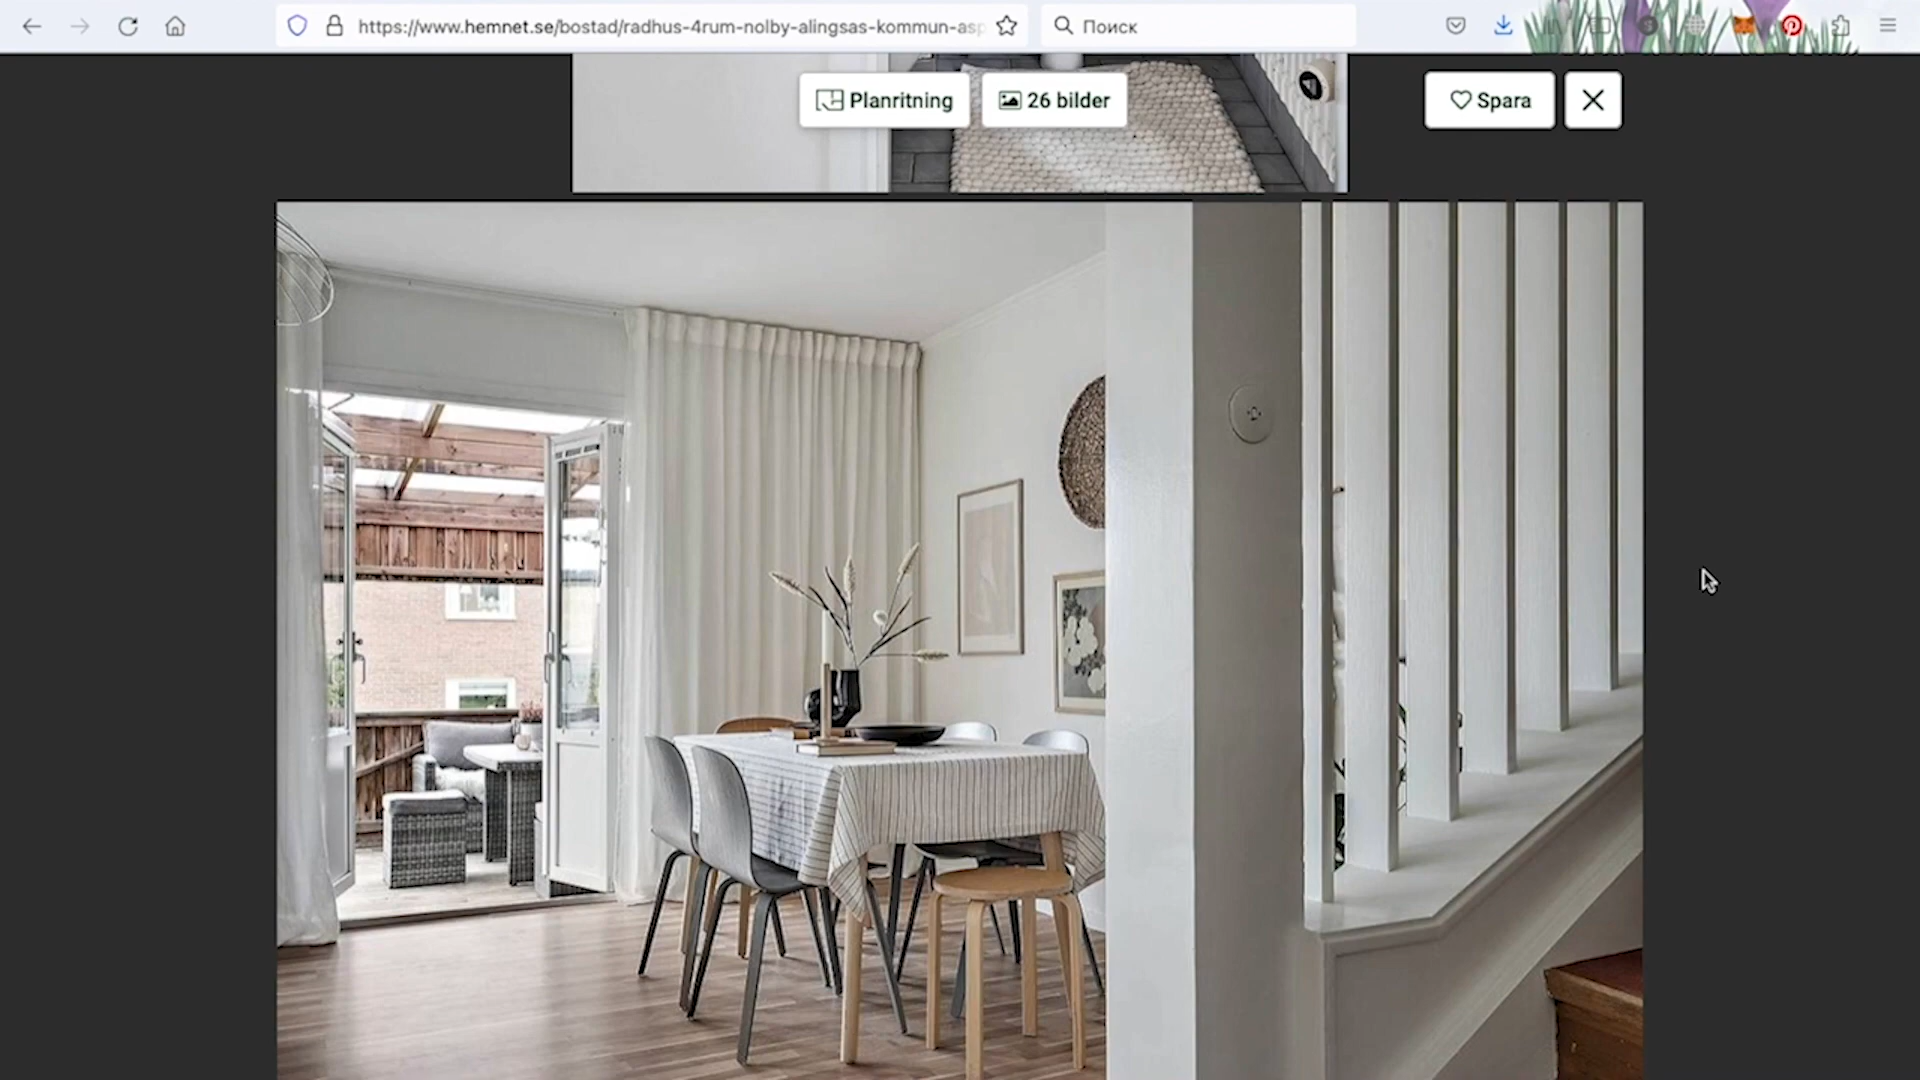 https://www.hemnet.se/bostad/radhus-4rum-nolby-alingsas-kommun-asp
Поиск
Planritning
26 bilder
Spara